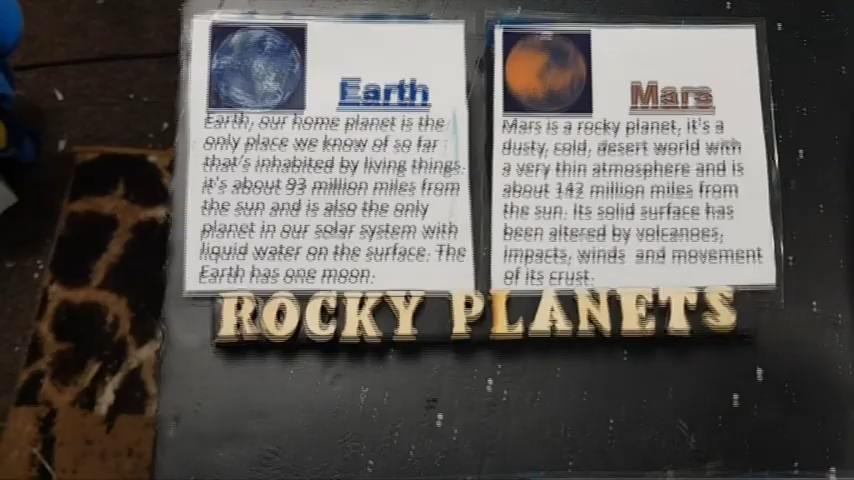 Earth
Earth, our home planet is the
only place we know of so far
that's inhabited by living things.
it's about 93 million miles from
the sun and is also the only
planet in our solar system with
liquid water on the surface. The
Earth has one moon.
Mars
Mars is a rocky planet, it's a
dusty, cold, desert world with
a very thin atmosphere and is
about 142 million miles from
the sun. Its solid surface has
been altered by volcanoes,
impacts, winds and movement
of its crust.
ROCKY PLANETS